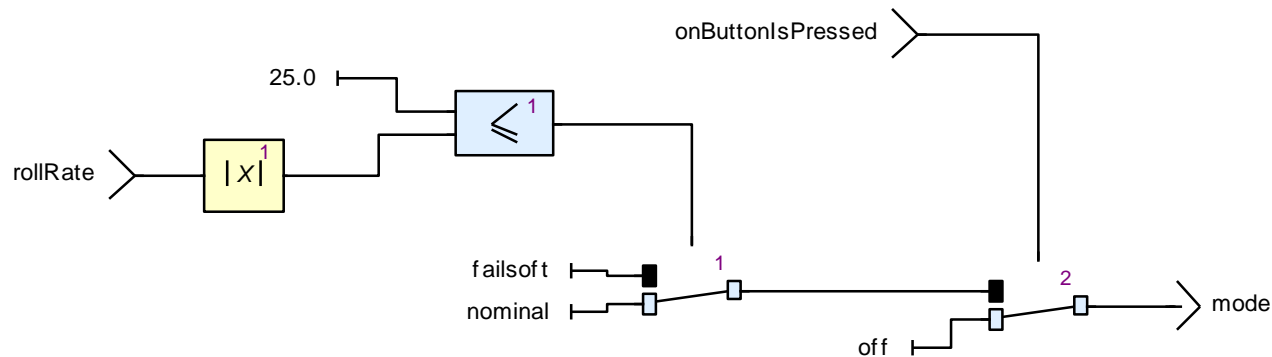 onButtonIsPressed
25.0
1
≤
rollRate
|x|
1
failsoft
1
nominal
2
mode
off